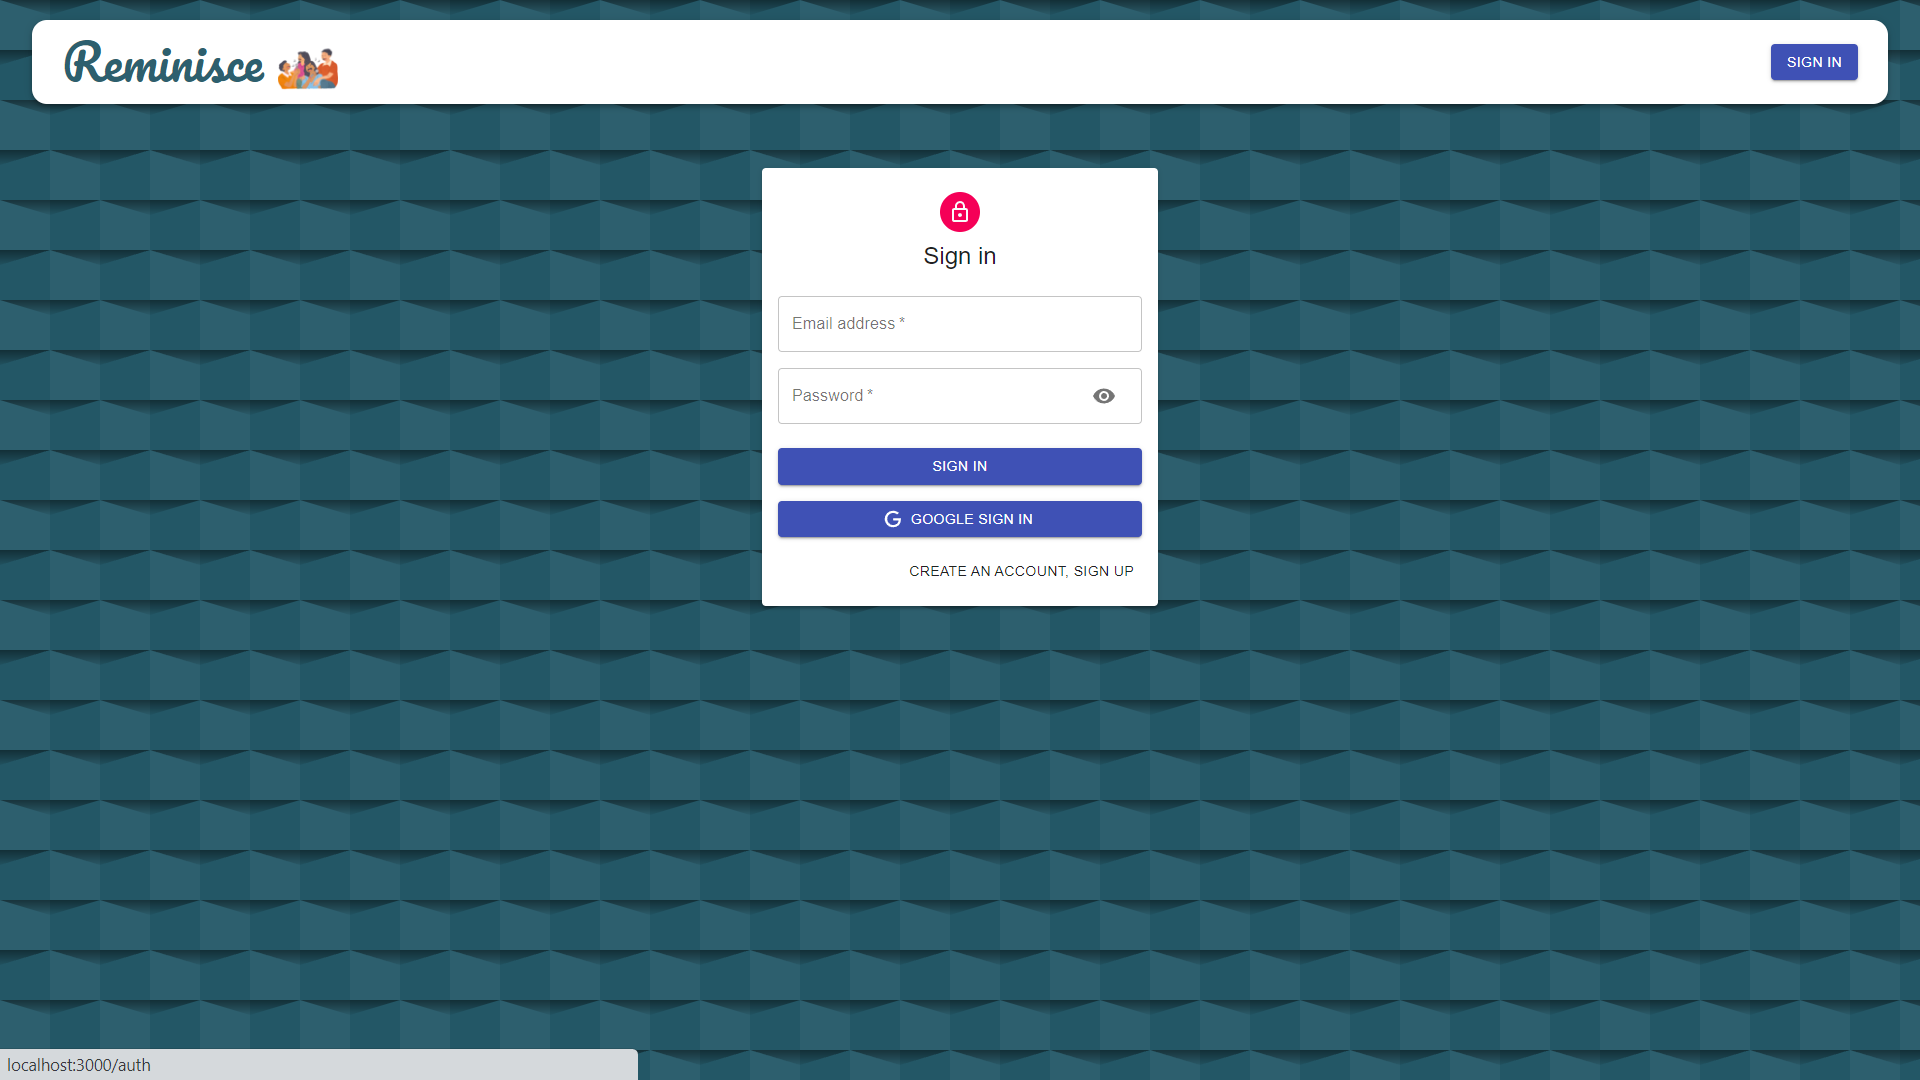 Reminisce
SIGN IN
Sign in
Email address *
Password *
SIGN IN
GOOGLE SIGN IN
CREATE AN ACCOUNT, SIGN UP
localhost:3000/auth